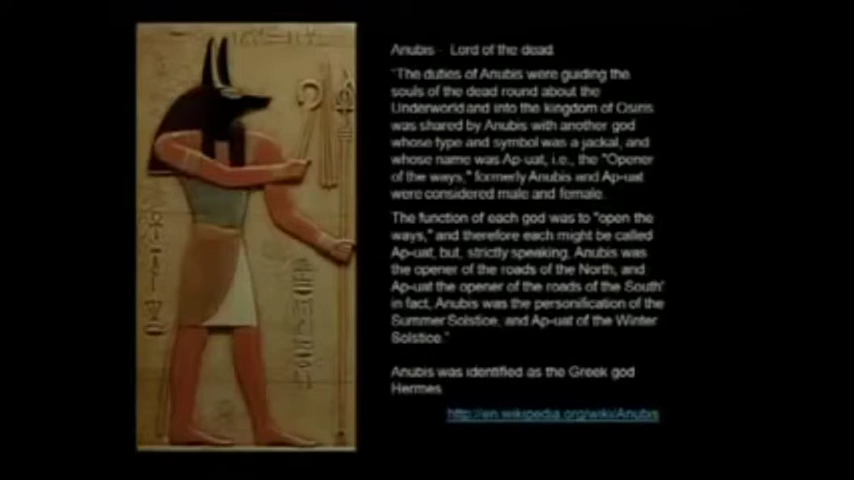 Anubis - Lord of the dead.
"The duties of Anubis were guiding the
souls of the dead round about the
Underworld and into the kingdom of Osiris
was shared by Anubis with another god
whose type and symbol was a jackal, and
whose name was Ap-uat, i.e., the "Opener
of the ways," formerly Anubis and Ap-uat
were considered male and female.
The function of each god was to "open the
ways," and therefore each might be called
Ap-uat, but, strictly speaking, Anubis was
the opener of the roads of the North, and
Ap-uat the opener of the roads of the South'
in fact, Anubis was the personification of the
Summer Solstice, and Ap-uat of the Winter
Solstice."
Anubis was identified as the Greek god
Hermes.
http://en.wikipedia.org/wiki/Anubis